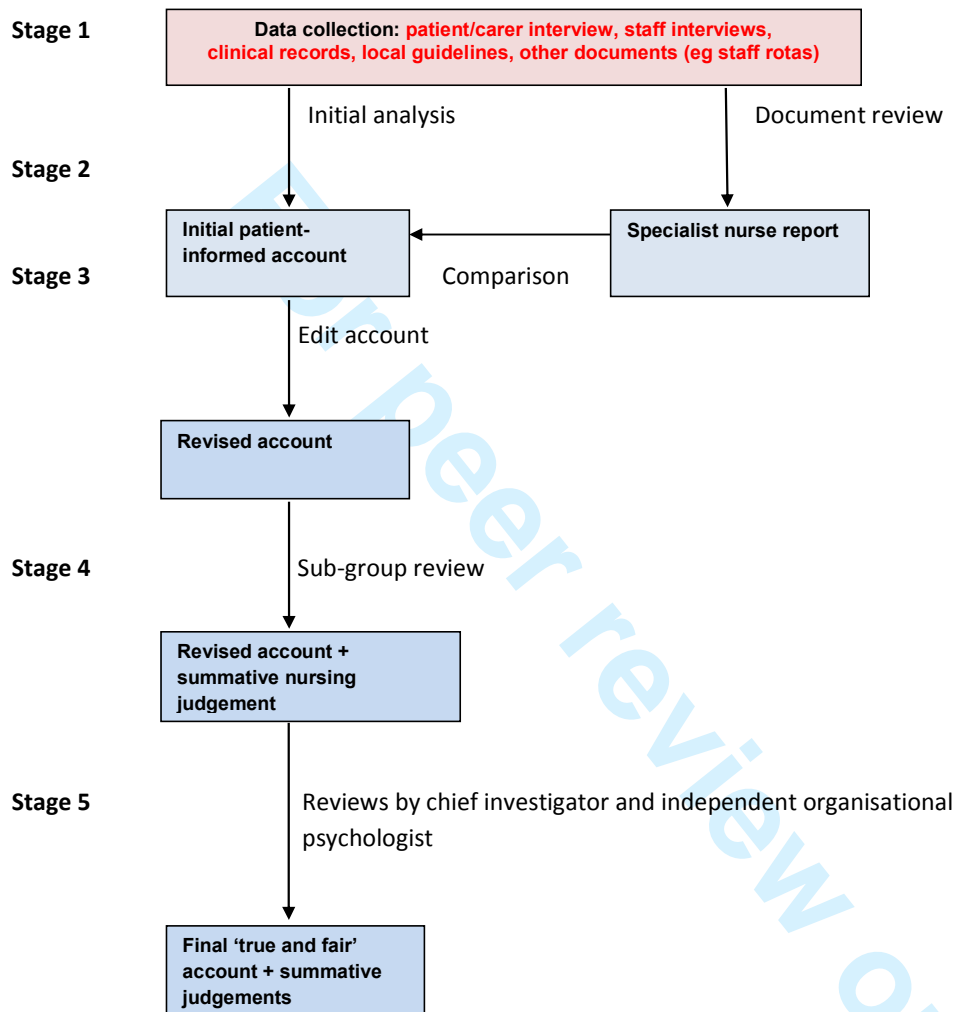 Stage 1
Data collection: patient/carer interview, staff interviews,
clinical records, local guidelines, other documents (eg staff rotas)
Initial analysis
Document review
Stage 2
Initial patient-
informed account
Specialist nurse report
Stage 3
Comparison
Edit account
Revised account
Stage 4
Sub-group review
Revised account +
summative nursing
judgement
Stage 5
Reviews by chief investigator and independent organisational
psychologist
Final ‘true and fair’
account + summative
judgements
For peer review o